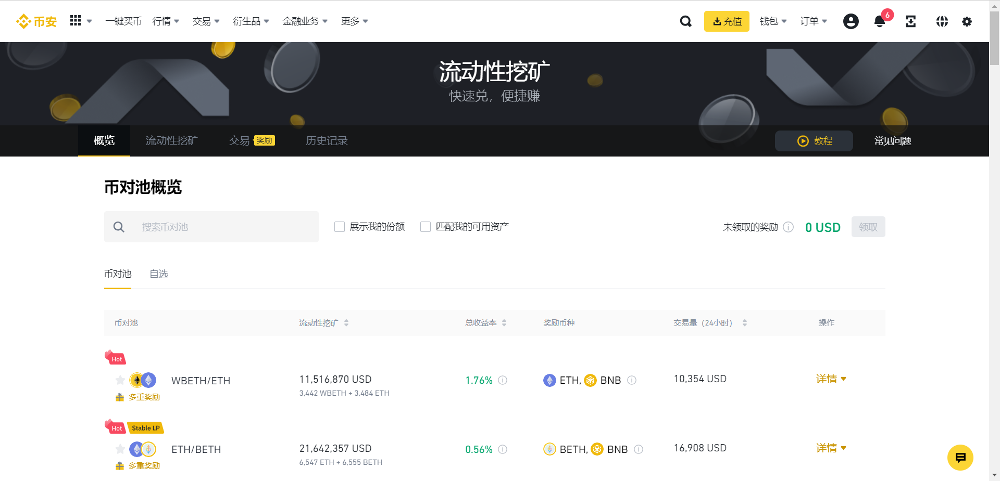 币安 一键买币 行情 交易 衍生品 金融业务 更多 充值 钱包 订单 6
流动性挖矿
快速兑，便捷赚
概览 流动性挖矿 交易 奖励 历史记录 教程 常见问题
币对池概览
搜索币对池 展示我的份额 匹配我的可用资产 未领取的奖励 0 USD 领取
币对池 自选
币对池 流动性挖矿 总收益率 奖励币种 交易量（24小时） 操作
Hot
WBETH/ETH 11,516,870 USD 1.76% ETH, BNB 10,354 USD 详情
3,442 WBETH + 3,484 ETH
多重奖励
Hot Stable LP
ETH/BETH 21,642,357 USD 0.56% BETH, BNB 16,908 USD 详情
6,547 ETH + 6,555 BETH
多重奖励